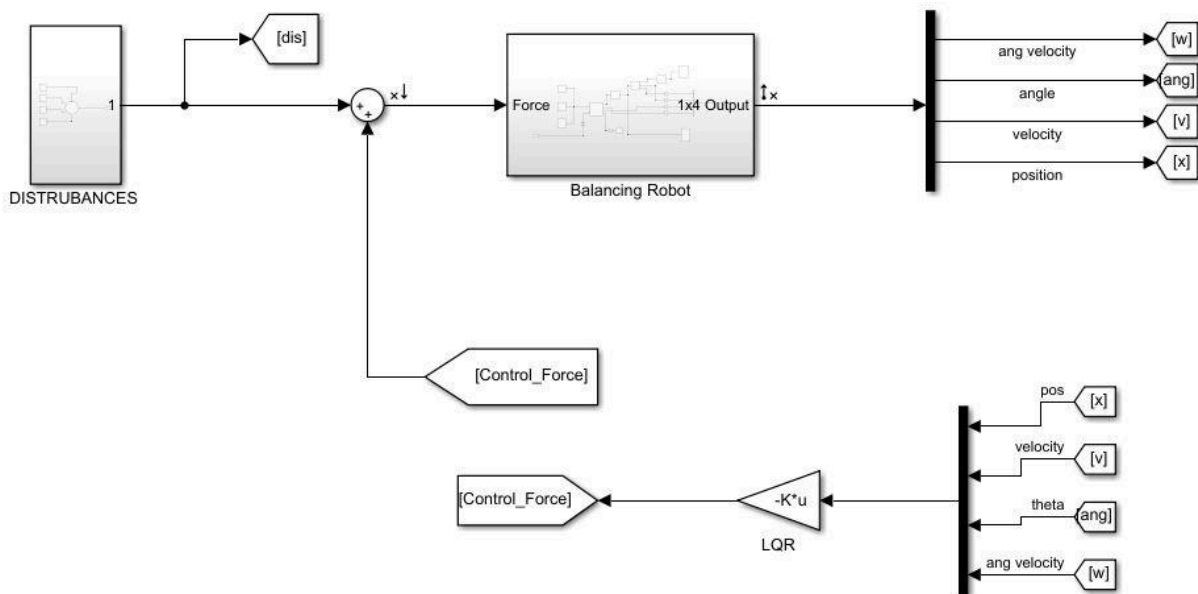 [dis]
1
DISTRUBANCES
+
+
Force
1x4 Output
Balancing Robot
ang velocity
[w]
angle
[ang]
velocity
[v]
position
[x]
[Control_Force]
pos
[x]
velocity
[v]
theta
[ang]
ang velocity
[w]
-K*u
LQR
[Control_Force]